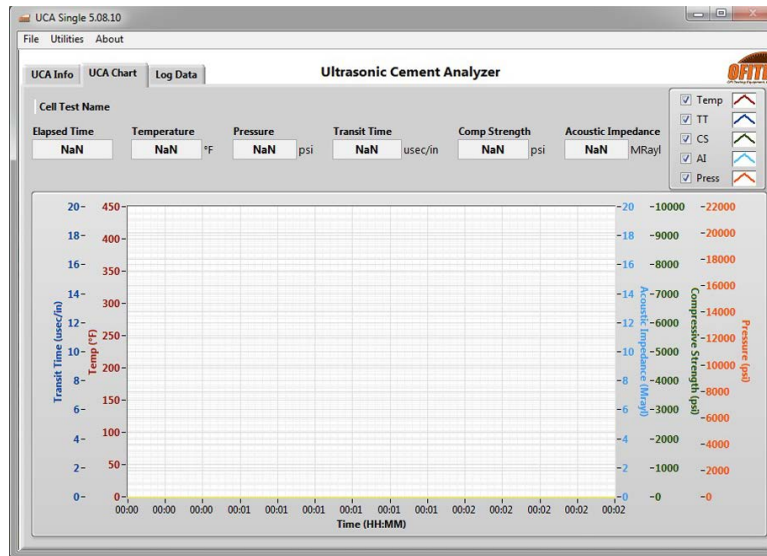 UCA Single 5.08.10
File Utilities About
UCA Info UCA Chart Log Data
Ultrasonic Cement Analyzer
OFITE
Cell Test Name
Elapsed Time Temperature Pressure Transit Time Comp Strength Acoustic Impedance
NaN NaN °F NaN psi NaN usec/in NaN psi NaN MRayl
Temp
TT
CS
AI
Press
20 450 20 10000 22000
18 400 18 9000 20000
16 350 16 8000 18000
14 300 14 7000 16000
12 250 12 6000 14000
10 200 10 5000 12000
8 150 8 4000 10000
6 100 6 3000 8000
4 50 4 2000 6000
2 0 2 1000 4000
0 0 0 2000
0
Transit Time (usec/in)
Temp (°F)
Acoustic Impedance (Mrayl)
Compressive Strength (psi)
Pressure (psi)
00:00 00:00 00:00 00:01 00:01 00:01 00:01 00:01 00:02 00:02 00:02 00:02 00:02
Time (HH:MM)